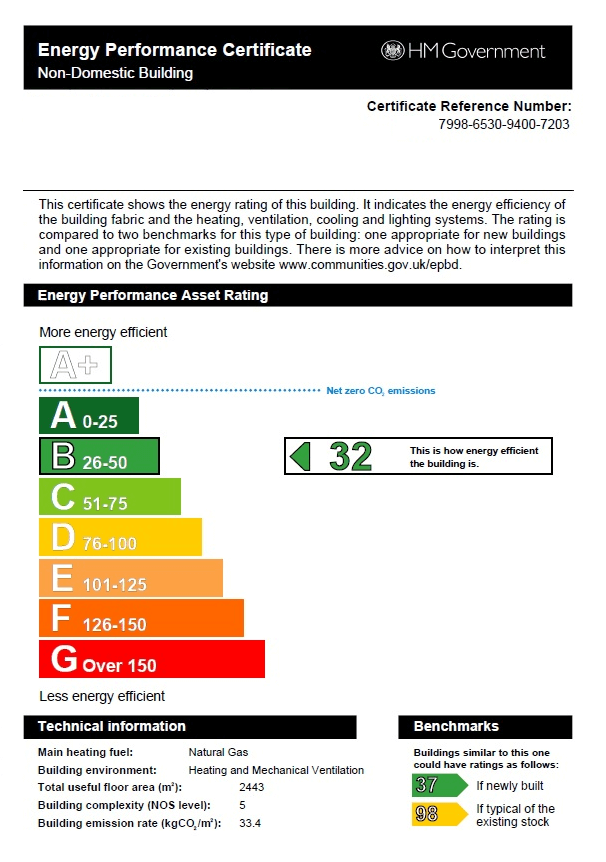 Energy Performance Certificate
Non-Domestic Building
HM Government
Certificate Reference Number:
7998-6530-9400-7203
This certificate shows the energy rating of this building. It indicates the energy efficiency of
the building fabric and the heating, ventilation, cooling and lighting systems. The rating is
compared to two benchmarks for this type of building: one appropriate for new buildings
and one appropriate for existing buildings. There is more advice on how to interpret this
information on the Government's website www.communities.gov.uk/epbd.
Energy Performance Asset Rating
More energy efficient
A+
Net zero CO₂ emissions
A 0-25
B 26-50
32
This is how energy efficient
the building is.
C 51-75
D 76-100
E 101-125
F 126-150
G Over 150
Less energy efficient
Technical information
Main heating fuel: Natural Gas
Building environment: Heating and Mechanical Ventilation
Total useful floor area (m²): 2443
Building complexity (NOS level): 5
Building emission rate (kgCO₂/m²): 33.4
Benchmarks
Buildings similar to this one
could have ratings as follows:
37 If newly built
98 If typical of the
existing stock